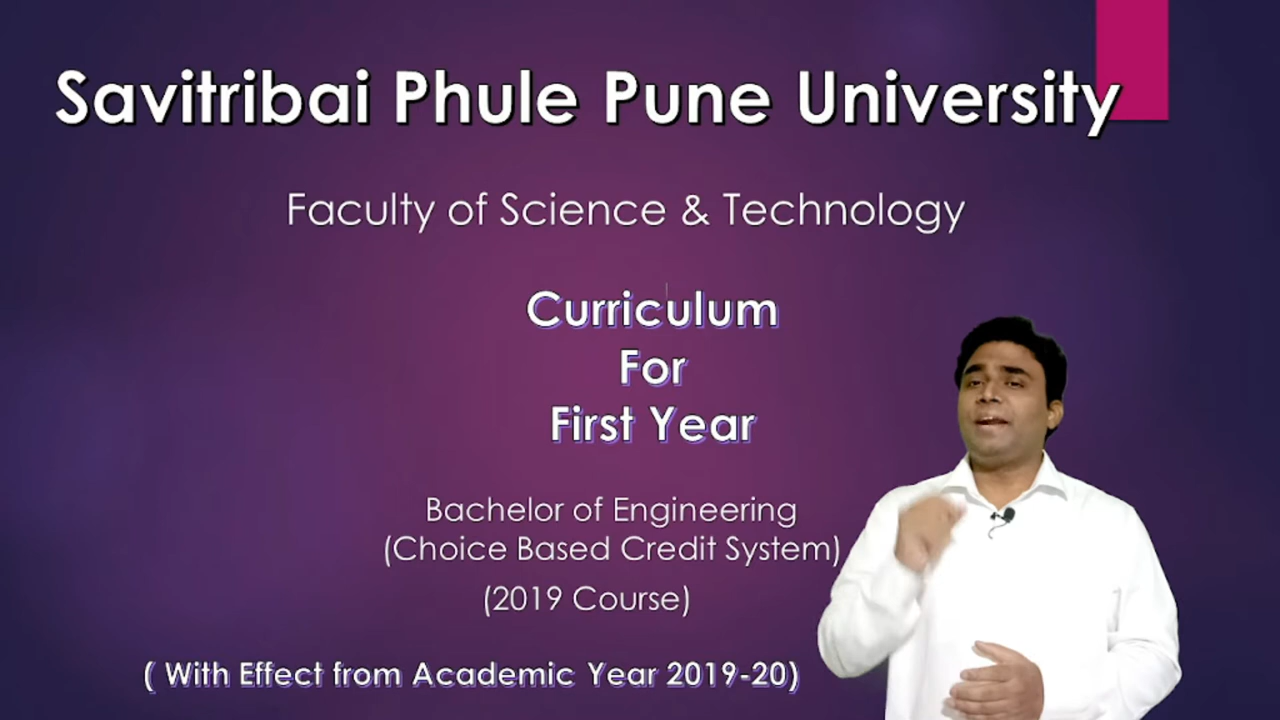 Savitribai Phule Pune University
Faculty of Science & Technology
Curriculum
For
First Year
Bachelor of Engineering
(Choice Based Credit System)
(2019 Course)
( With Effect from Academic Year 2019-20)